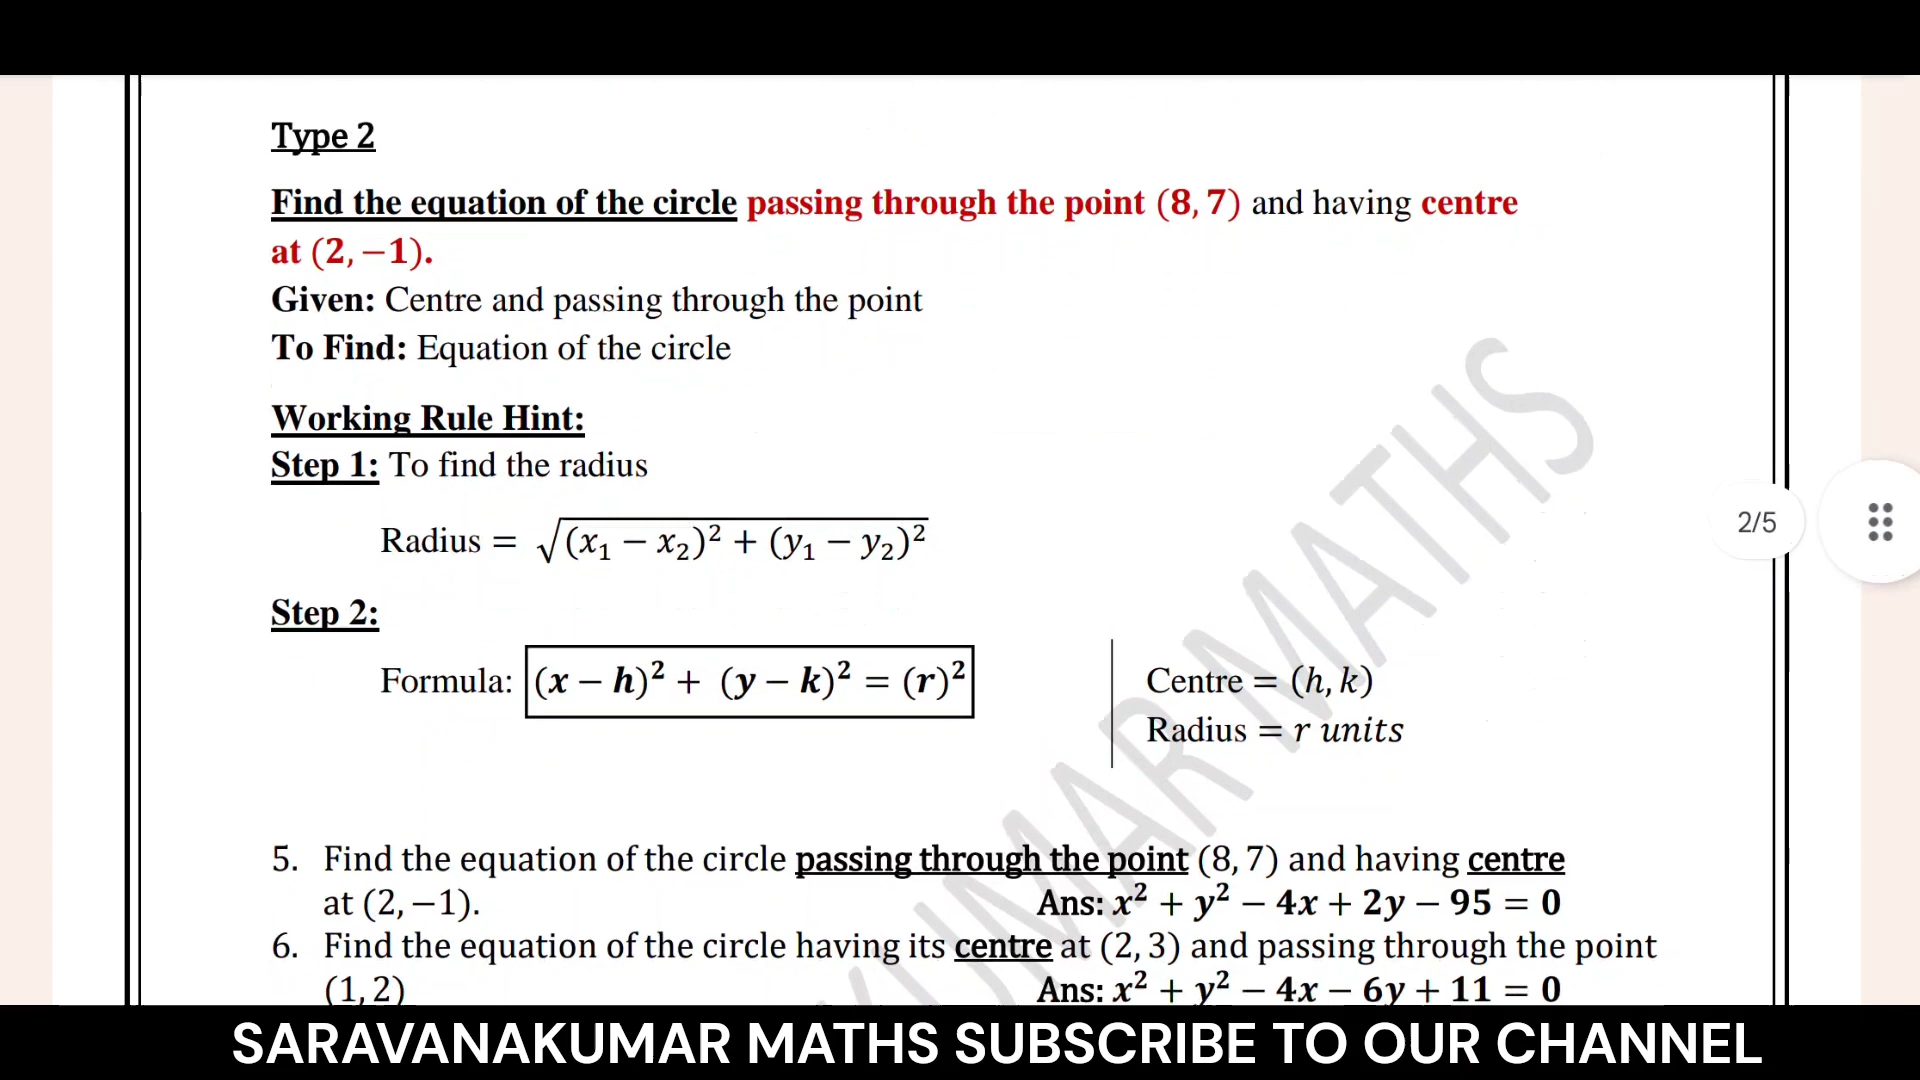 Type 2
Find the equation of the circle passing through the point (8, 7) and having centre
at (2, −1).
Given: Centre and passing through the point
To Find: Equation of the circle
Working Rule Hint:
Step 1: To find the radius
Radius = √(x₁ − x₂)² + (y₁ − y₂)²
2/5
Step 2:
Formula: (x − h)² + (y − k)² = (r)²
Centre = (h, k)
Radius = r units
5. Find the equation of the circle passing through the point (8, 7) and having centre
at (2, −1). Ans: x² + y² − 4x + 2y − 95 = 0
6. Find the equation of the circle having its centre at (2, 3) and passing through the point
(1, 2) Ans: x² + y² − 4x − 6y + 11 = 0
KUMAR MATHS
SARAVANAKUMAR MATHS SUBSCRIBE TO OUR CHANNEL